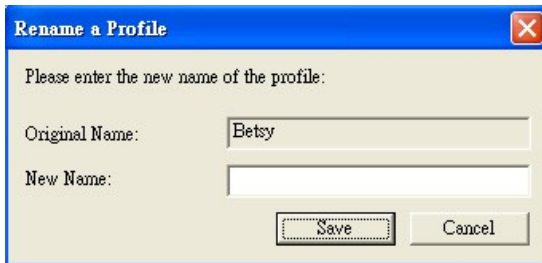 Rename a Profile
Please enter the new name of the profile:
Original Name: Betsy
New Name:
Save Cancel